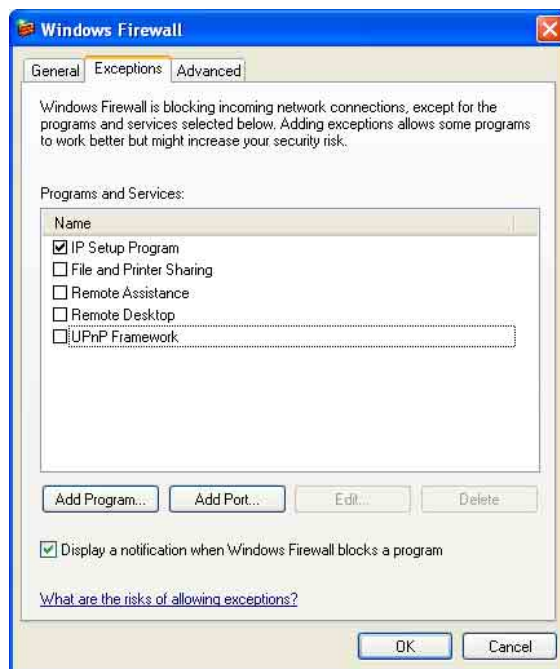 Windows Firewall
General Exceptions Advanced
Windows Firewall is blocking incoming network connections, except for the
programs and services selected below. Adding exceptions allows some programs
to work better but might increase your security risk.
Programs and Services:
Name
IP Setup Program
File and Printer Sharing
Remote Assistance
Remote Desktop
UPnP Framework
Add Program... Add Port... Edit... Delete
Display a notification when Windows Firewall blocks a program
What are the risks of allowing exceptions?
OK Cancel